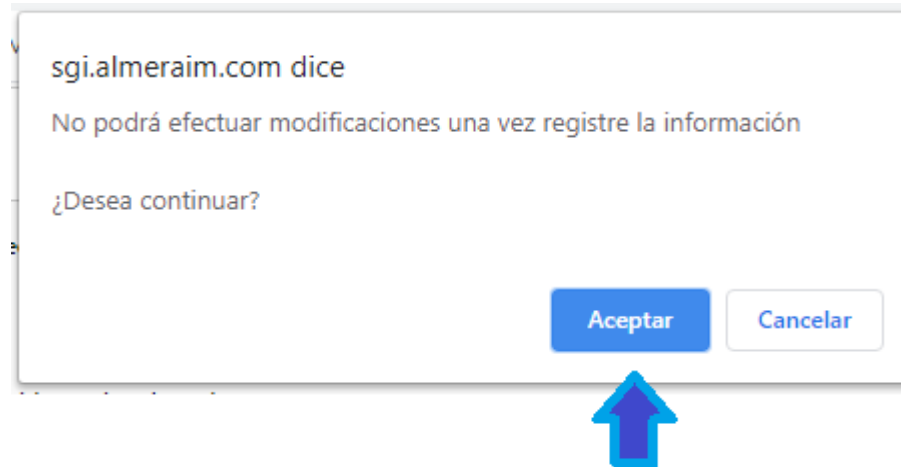 sgi.almeraim.com dice
No podrá efectuar modificaciones una vez registre la información
¿Desea continuar?
Aceptar Cancelar